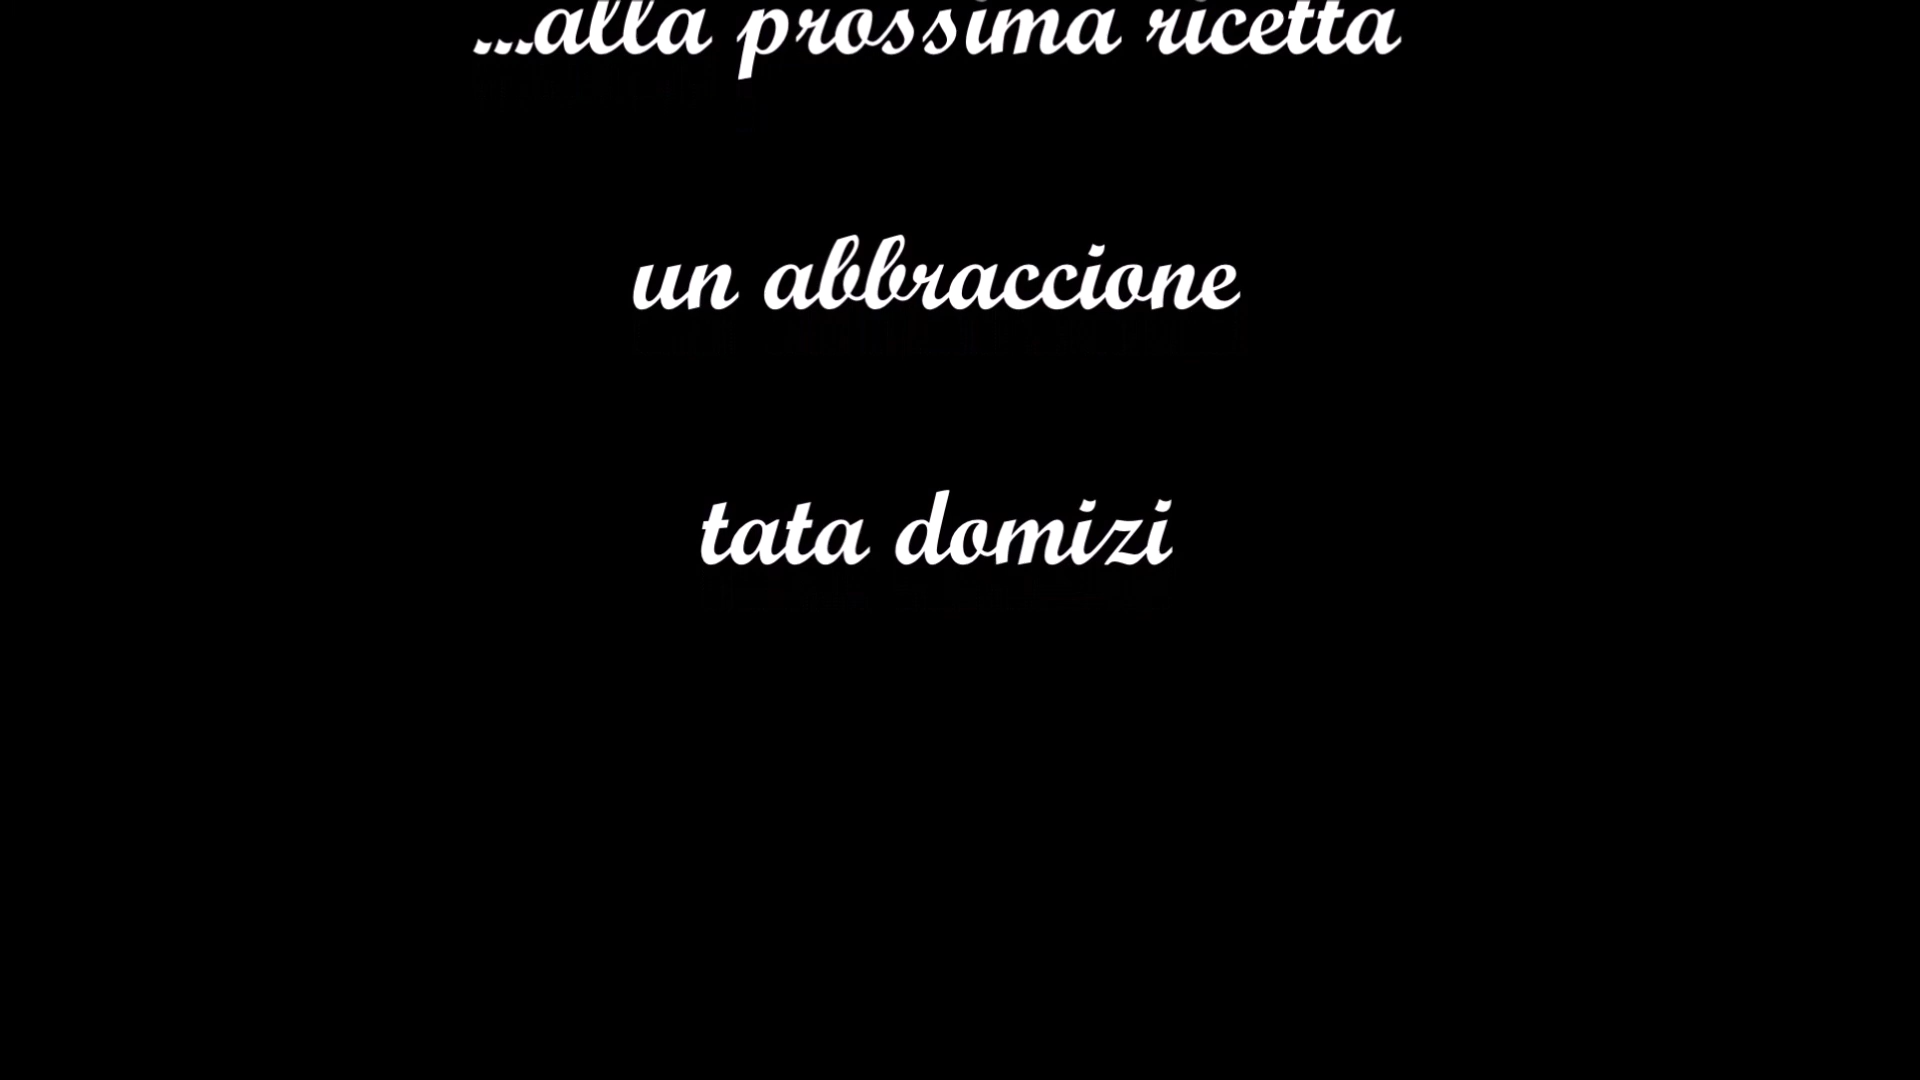 ...alla prossima ricetta
un abbraccione
tata domizi